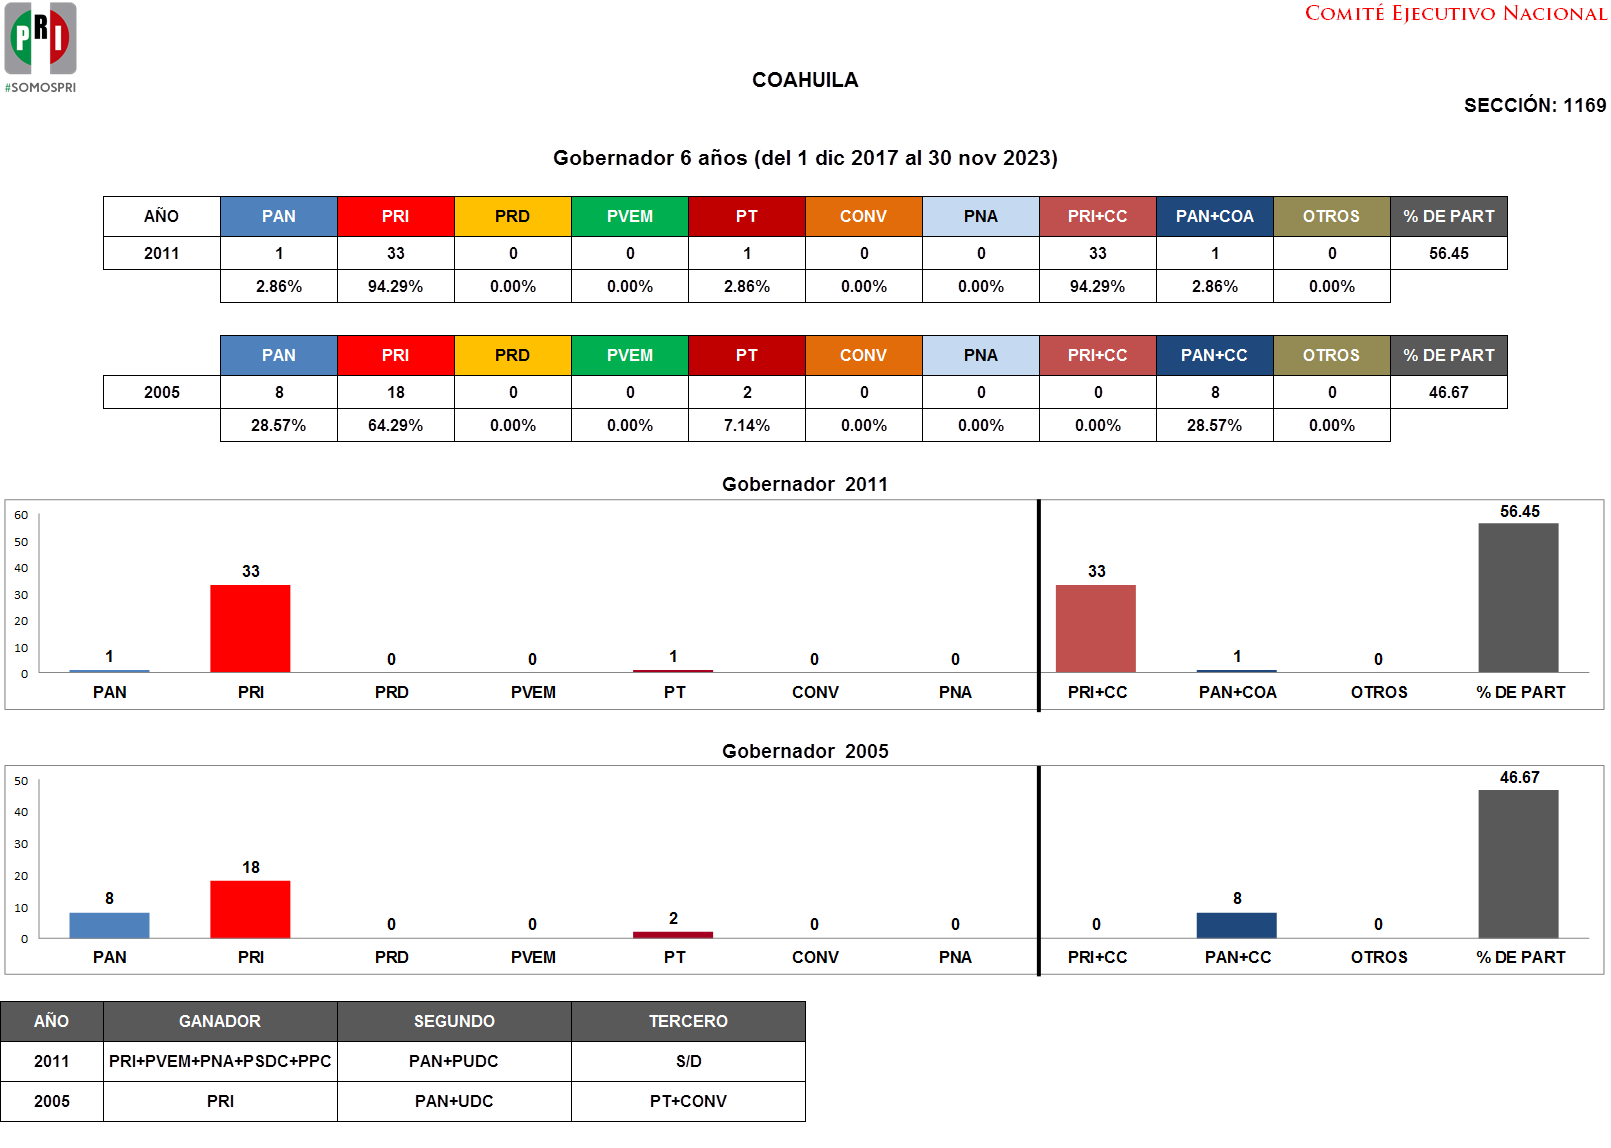 PRI
#SOMOSPRI
COMITÉ EJECUTIVO NACIONAL
COAHUILA
SECCIÓN: 1169
Gobernador 6 años (del 1 dic 2017 al 30 nov 2023)
AÑO PAN PRI PRD PVEM PT CONV PNA PRI+CC PAN+COA OTROS % DE PART
2011 1 33 0 0 1 0 0 33 1 0 56.45
2.86% 94.29% 0.00% 0.00% 2.86% 0.00% 0.00% 94.29% 2.86% 0.00%
PAN PRI PRD PVEM PT CONV PNA PRI+CC PAN+CC OTROS % DE PART
2005 8 18 0 0 2 0 0 0 8 0 46.67
28.57% 64.29% 0.00% 0.00% 7.14% 0.00% 0.00% 0.00% 28.57% 0.00%
Gobernador 2011
60
50
40
30
20
10
0
1 33 0 0 1 0 0 33 1 0 56.45
PAN PRI PRD PVEM PT CONV PNA PRI+CC PAN+COA OTROS % DE PART
Gobernador 2005
50
40
30
20
10
0
8 18 0 0 2 0 0 0 8 0 46.67
PAN PRI PRD PVEM PT CONV PNA PRI+CC PAN+CC OTROS % DE PART
AÑO GANADOR SEGUNDO TERCERO
2011 PRI+PVEM+PNA+PSDC+PPC PAN+PUDC S/D
2005 PRI PAN+UDC PT+CONV